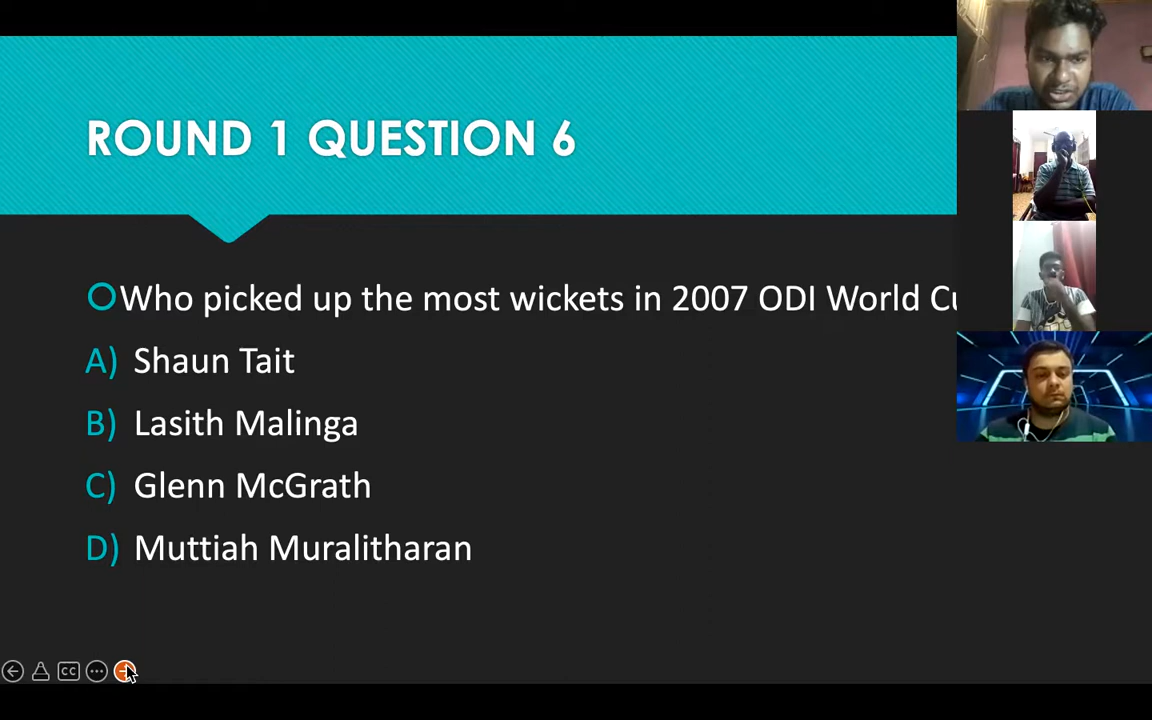 ROUND 1 QUESTION 6
Who picked up the most wickets in 2007 ODI World
A) Shaun Tait
B) Lasith Malinga
C) Glenn McGrath
D) Muttiah Muralitharan
CC